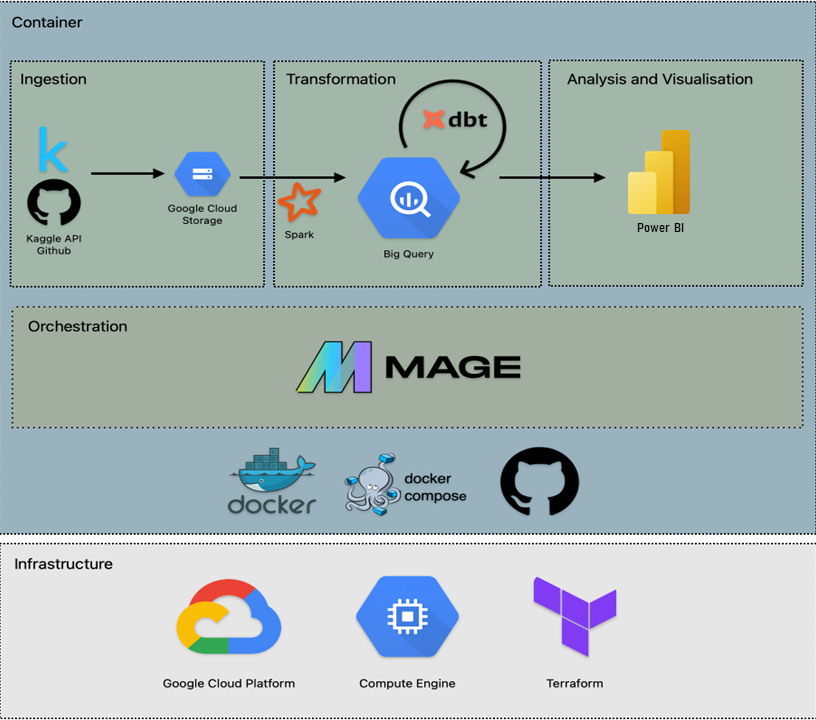 Container
Ingestion
Kaggle API
Github
Google Cloud
Storage
Transformation
dbt
Spark
Big Query
Analysis and Visualisation
Power BI
Orchestration
MAGE
docker
docker
compose
Infrastructure
Google Cloud Platform
Compute Engine
Terraform